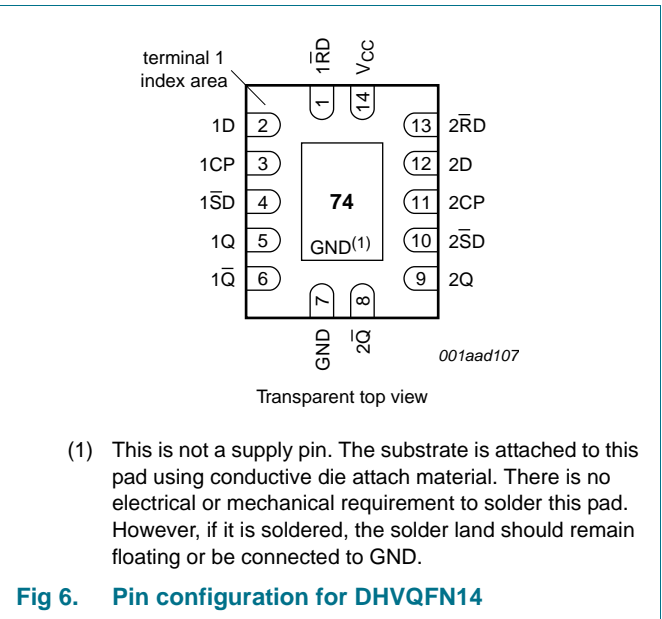 terminal 1
index area
1R̅D
VCC
1
14
1D 2
13 2R̅D
1CP 3
12 2D
1S̅D 4
74
11 2CP
1Q 5
GND(1)
10 2S̅D
1Q̅ 6
9 2Q
7
8
GND
2Q̅
001aad107
Transparent top view
(1) This is not a supply pin. The substrate is attached to this
pad using conductive die attach material. There is no
electrical or mechanical requirement to solder this pad.
However, if it is soldered, the solder land should remain
floating or be connected to GND.
Fig 6. Pin configuration for DHVQFN14